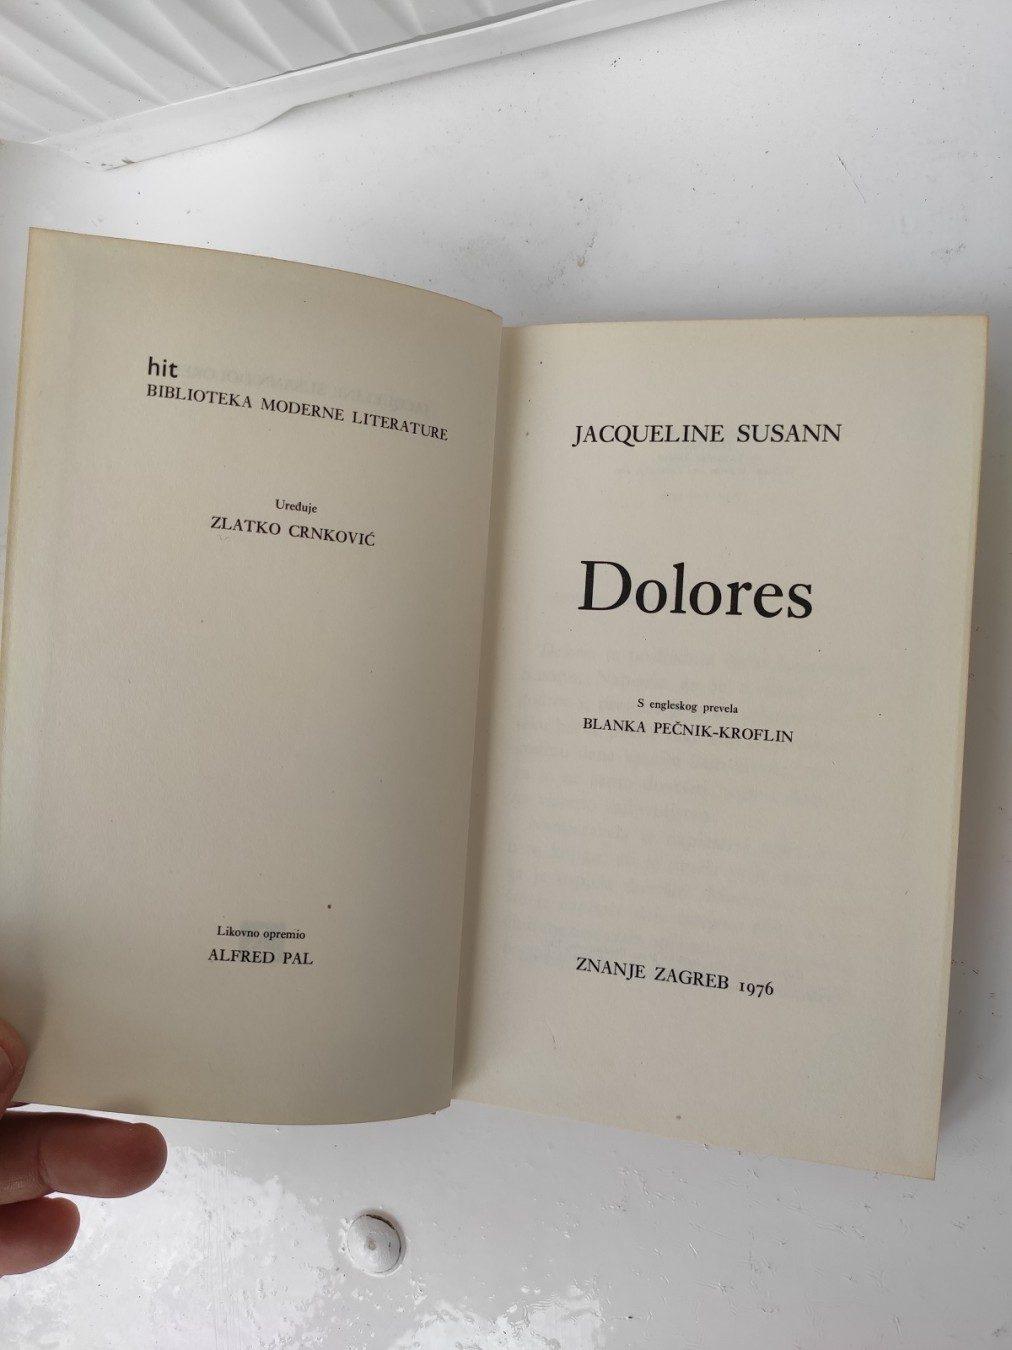 hit
BIBLIOTEKA MODERNE LITERATURE
Uređuje
ZLATKO CRNKOVIĆ
Likovno opremio
ALFRED PAL
JACQUELINE SUSANN
Dolores
S engleskog prevela
BLANKA PEČNIK-KROFLIN
ZNANJE ZAGREB 1976